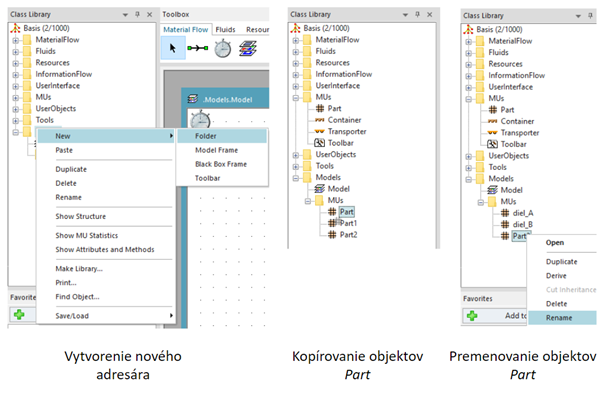 Class Library
Basis (2/1000)
MaterialFlow
Fluids
Resources
InformationFlow
UserInterface
MUs
UserObjects
Tools
Favorites
Toolbox
Material Flow Fluids Resou
.Models.Model
New
Paste
Duplicate
Delete
Rename
Show Structure
Show MU Statistics
Show Attributes and Methods
Make Library...
Print...
Find Object...
Save/Load
Folder
Model Frame
Black Box Frame
Toolbar
Class Library
Basis (2/1000)
MaterialFlow
Fluids
Resources
InformationFlow
UserInterface
MUs
Part
Container
Transporter
Toolbar
UserObjects
Tools
Models
Model
MUs
Part
Part1
Part2
Class Library
Basis (2/1000)
MaterialFlow
Fluids
Resources
InformationFlow
UserInterface
MUs
Part
Container
Transporter
Toolbar
UserObjects
Tools
Models
Model
MUs
diel_A
diel_B
Part
Favorites
Add to
Open
Duplicate
Derive
Cut Inheritance
Delete
Rename
Vytvorenie nového
adresára
Kopírovanie objektov
Part
Premenovanie objektov
Part